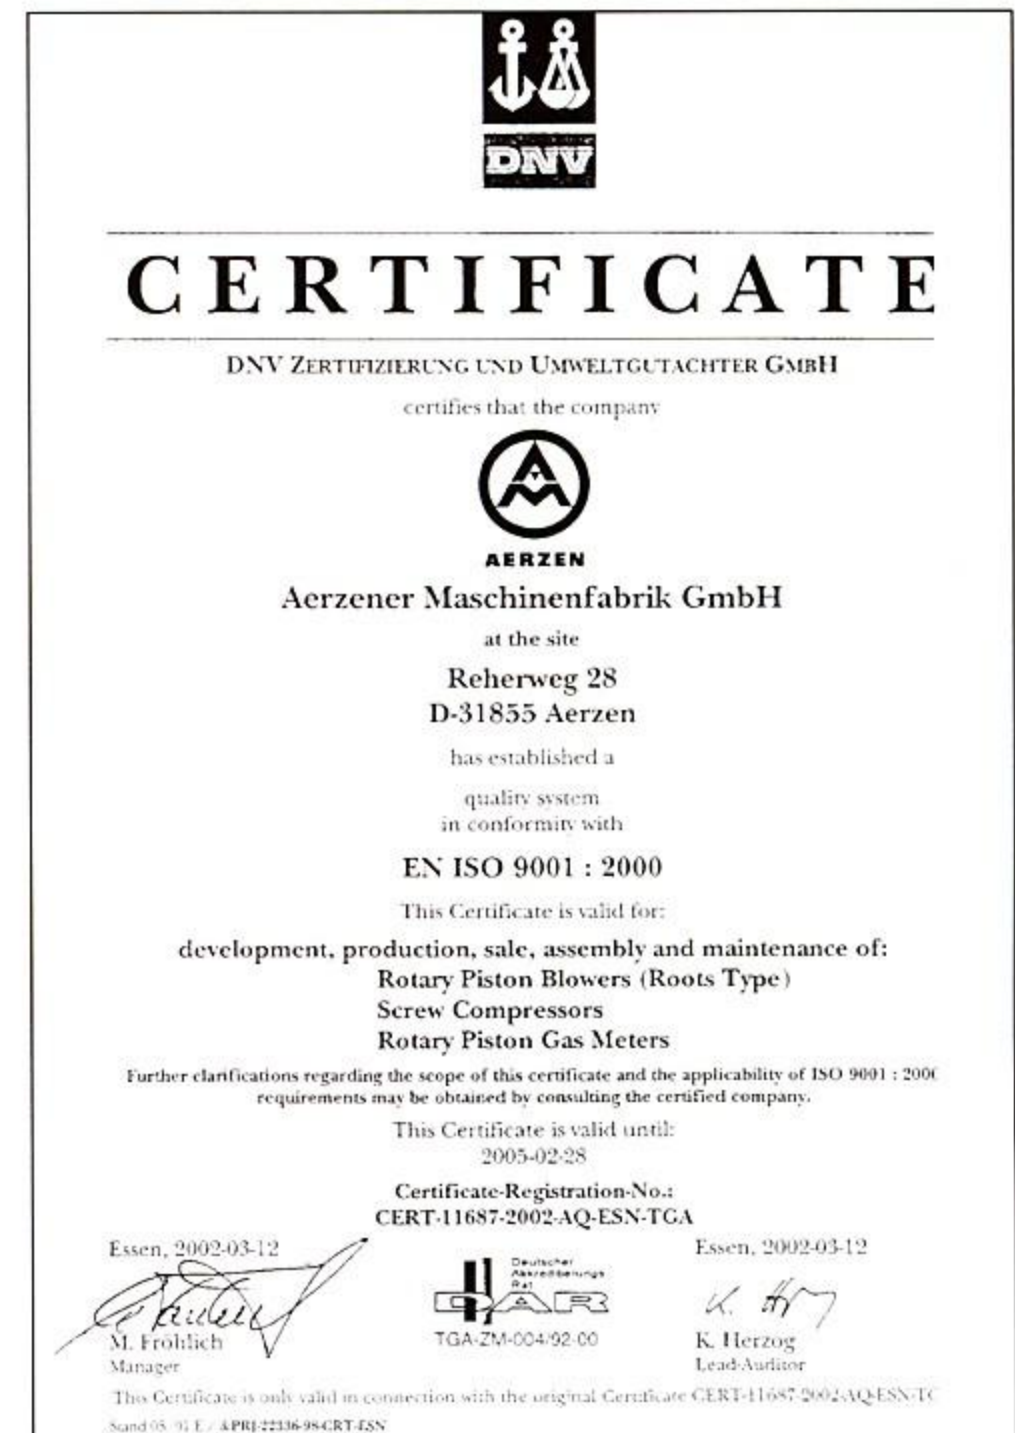 DNV
CERTIFICATE
DNV ZERTIFIZIERUNG UND UMWELTGUTACHTER GMBH
certifies that the company
AERZEN
Aerzener Maschinenfabrik GmbH
at the site
Reherweg 28
D-31855 Aerzen
has established a
quality system
in conformity with
EN ISO 9001 : 2000
This Certificate is valid for:
development, production, sale, assembly and maintenance of:
Rotary Piston Blowers (Roots Type)
Screw Compressors
Rotary Piston Gas Meters
Further clarifications regarding the scope of this certificate and the applicability of ISO 9001 : 200
requirements may be obtained by consulting the certified company.
This Certificate is valid until:
2005-02-28
Certificate-Registration-No.:
CERT-11687-2002-AQ-ESN-TGA
Essen, 2002-03-12
M. Fröhlich
Manager
Deutscher
Akkreditierungs
Rat
DAR
TGA-ZM-004/92-00
Essen, 2002-03-12
K. Herzog
Lead-Auditor
This Certificate is only valid in connection with the original Certificate CERT-11687-2002-AQ-ESN-
APRJ-22336-98-CRT-ESN